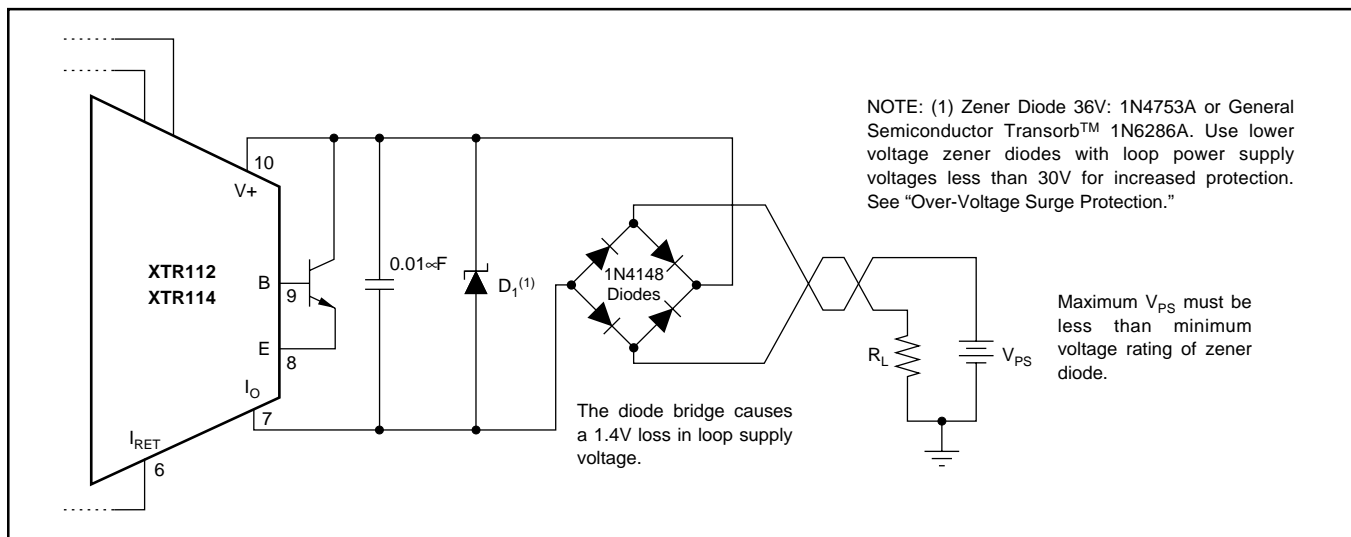 NOTE: (1) Zener Diode 36V: 1N4753A or General
Semiconductor Transorb™ 1N6286A. Use lower
voltage zener diodes with loop power supply
voltages less than 30V for increased protection.
See “Over-Voltage Surge Protection.”
10
V+
XTR112
XTR114
B
9
E
8
IO
7
IRET
6
0.01∝F
D1(1)
1N4148
Diodes
The diode bridge causes
a 1.4V loss in loop supply
voltage.
RL
VPS
Maximum VPS must be
less than minimum
voltage rating of zener
diode.